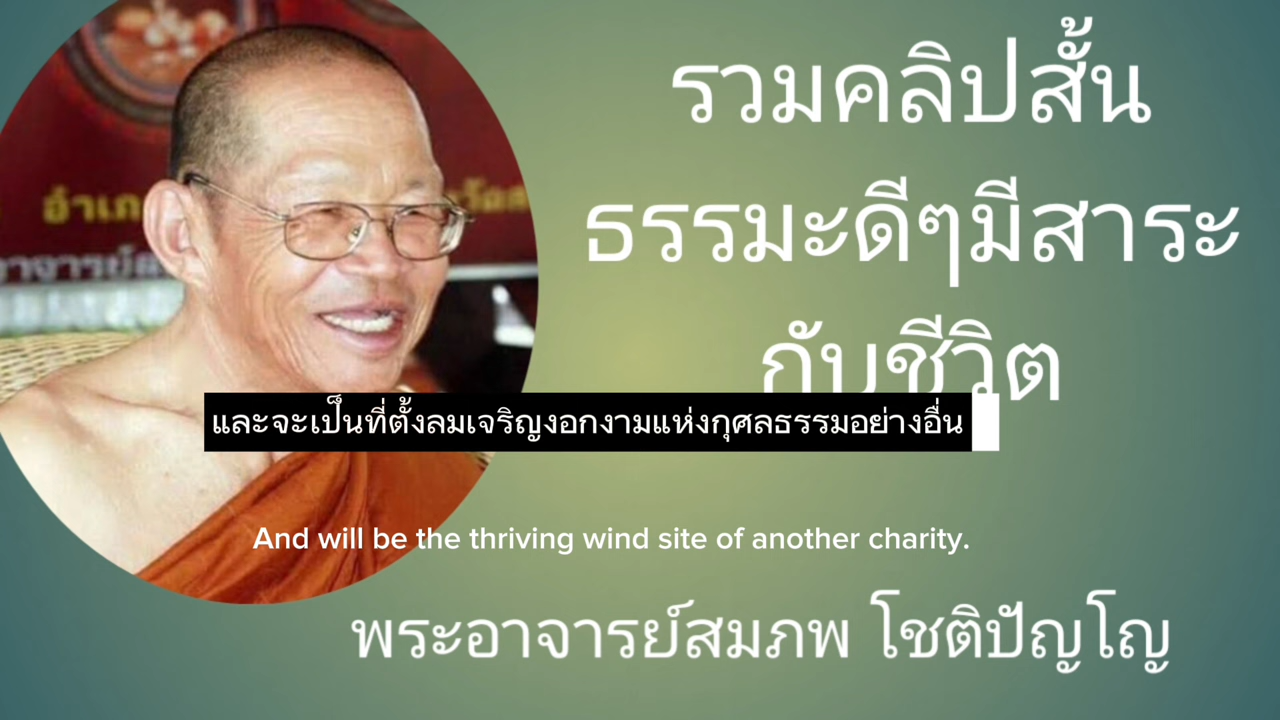 รวมคลิปสั้น
ธรรมะดีๆมีสาระ
กับชีวิต
อำเภ
และจะเป็นที่ตั้งลมเจริญงอกงามแห่งกุศลธรรมอย่างอื่น
And will be the thriving wind site of another charity.
พระอาจารย์สมภพ โชติปัญโญ